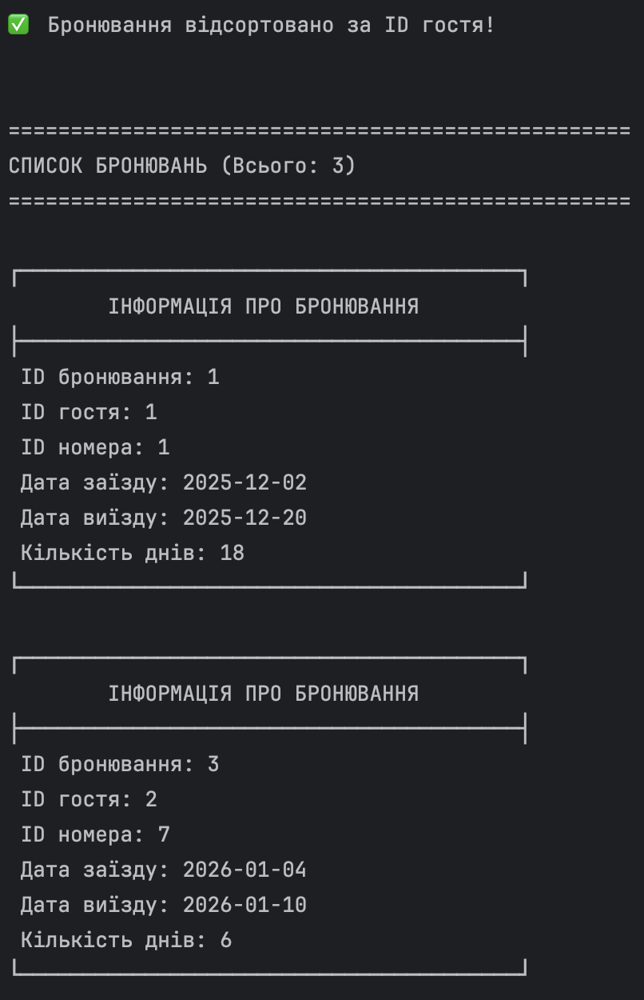 ✅ Бронювання відсортовано за ID гостя!
==================================================
СПИСОК БРОНЮВАНЬ (Всього: 3)
==================================================
ІНФОРМАЦІЯ ПРО БРОНЮВАННЯ
ID бронювання: 1
ID гостя: 1
ID номера: 1
Дата заїзду: 2025-12-02
Дата виїзду: 2025-12-20
Кількість днів: 18
ІНФОРМАЦІЯ ПРО БРОНЮВАННЯ
ID бронювання: 3
ID гостя: 2
ID номера: 7
Дата заїзду: 2026-01-04
Дата виїзду: 2026-01-10
Кількість днів: 6